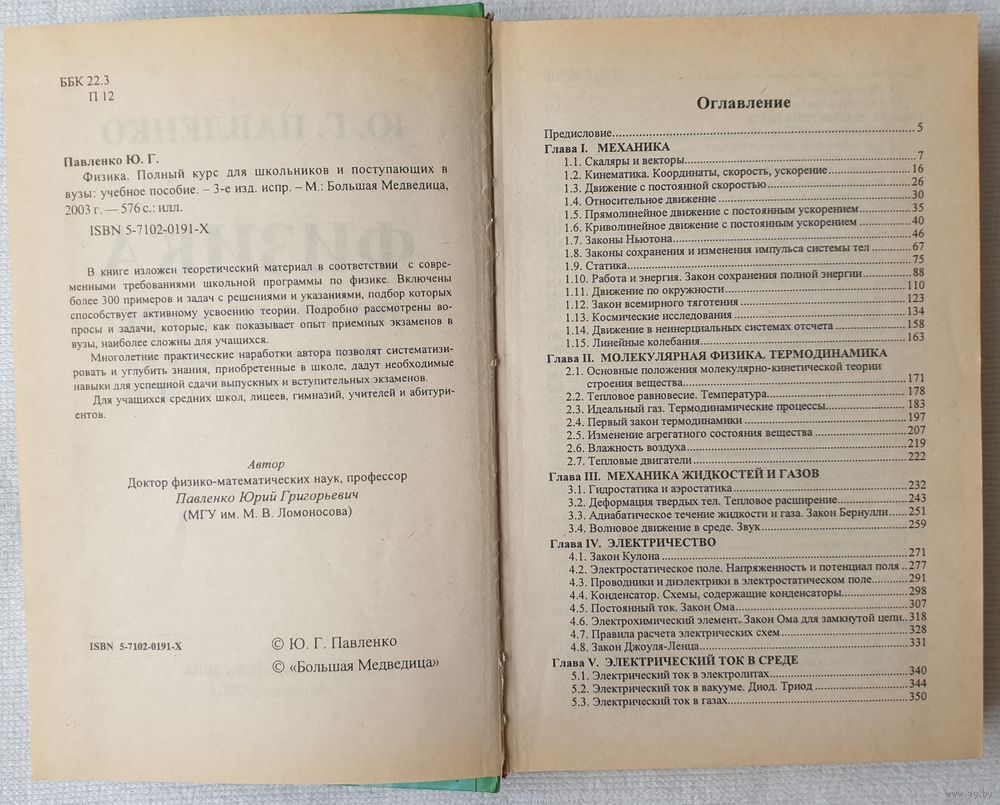 ББК 22.3
П 12
Павленко Ю. Г.
Физика. Полный курс для школьников и поступающих в
вузы: учебное пособие. – 3-е изд. испр. – М.: Большая Медведица,
2003 г. — 576 с.: илл.
ISBN 5-7102-0191-X
В книге изложен теоретический материал в соответствии с совре-
менными требованиями школьной программы по физике. Включены
более 300 примеров и задач с решениями и указаниями, подбор которых
способствует активному усвоению теории. Подробно рассмотрены во-
просы и задачи, которые, как показывает опыт приемных экзаменов в
вузы, наиболее сложны для учащихся.
Многолетние практические наработки автора позволят систематизи-
ровать и углубить знания, приобретенные в школе, дадут необходимые
навыки для успешной сдачи выпускных и вступительных экзаменов.
Для учащихся средних школ, лицеев, гимназий, учителей и абитури-
ентов.
Автор
Доктор физико-математических наук, профессор
Павленко Юрий Григорьевич
(МГУ им. М. В. Ломоносова)
ISBN 5-7102-0191-X
© Ю. Г. Павленко
© «Большая Медведица»
Оглавление
Предисловие 5
Глава I. МЕХАНИКА
1.1. Скаляры и векторы 7
1.2. Кинематика. Координаты, скорость, ускорение 16
1.3. Движение с постоянной скоростью 26
1.4. Относительное движение 30
1.5. Прямолинейное движение с постоянным ускорением 35
1.6. Криволинейное движение с постоянным ускорением 40
1.7. Законы Ньютона 46
1.8. Законы сохранения и изменения импульса системы тел 67
1.9. Статика 75
1.10. Работа и энергия. Закон сохранения полной энергии 88
1.11. Движение по окружности 110
1.12. Закон всемирного тяготения 123
1.13. Космические исследования 134
1.14. Движение в неинерциальных системах отсчета 158
1.15. Линейные колебания 163
Глава II. МОЛЕКУЛЯРНАЯ ФИЗИКА. ТЕРМОДИНАМИКА
2.1. Основные положения молекулярно-кинетической теории
строения вещества 171
2.2. Тепловое равновесие. Температура 178
2.3. Идеальный газ. Термодинамические процессы 183
2.4. Первый закон термодинамики 197
2.5. Изменение агрегатного состояния вещества 207
2.6. Влажность воздуха 219
2.7. Тепловые двигатели 222
Глава III. МЕХАНИКА ЖИДКОСТЕЙ И ГАЗОВ
3.1. Гидростатика и аэростатика 232
3.2. Деформация твердых тел. Тепловое расширение 243
3.3. Адиабатическое течение жидкости и газа. Закон Бернулли 251
3.4. Волновое движение в среде. Звук 259
Глава IV. ЭЛЕКТРИЧЕСТВО
4.1. Закон Кулона 271
4.2. Электростатическое поле. Напряженность и потенциал поля 277
4.3. Проводники и диэлектрики в электростатическом поле 291
4.4. Конденсатор. Схемы, содержащие конденсаторы 298
4.5. Постоянный ток. Закон Ома 307
4.6. Электрохимический элемент. Закон Ома для замкнутой цепи 318
4.7. Правила расчета электрических схем 328
4.8. Закон Джоуля-Ленца 331
Глава V. ЭЛЕКТРИЧЕСКИЙ ТОК В СРЕДЕ
5.1. Электрический ток в электролитах 340
5.2. Электрический ток в вакууме. Диод. Триод 344
5.3. Электрический ток в газах 350
www.ay.by